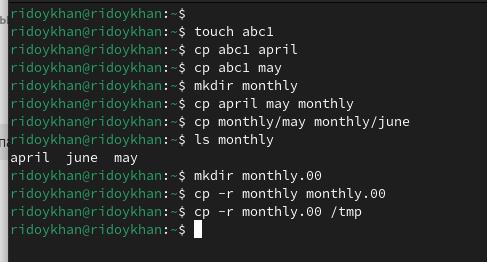 ridoykhan@ridoykhan:~$
ridoykhan@ridoykhan:~$ touch abc1
ridoykhan@ridoykhan:~$ cp abc1 april
ridoykhan@ridoykhan:~$ cp abc1 may
ridoykhan@ridoykhan:~$ mkdir monthly
ridoykhan@ridoykhan:~$ cp april may monthly
ridoykhan@ridoykhan:~$ cp monthly/may monthly/june
ridoykhan@ridoykhan:~$ ls monthly
april  june  may
ridoykhan@ridoykhan:~$ mkdir monthly.00
ridoykhan@ridoykhan:~$ cp -r monthly monthly.00
ridoykhan@ridoykhan:~$ cp -r monthly.00 /tmp
ridoykhan@ridoykhan:~$